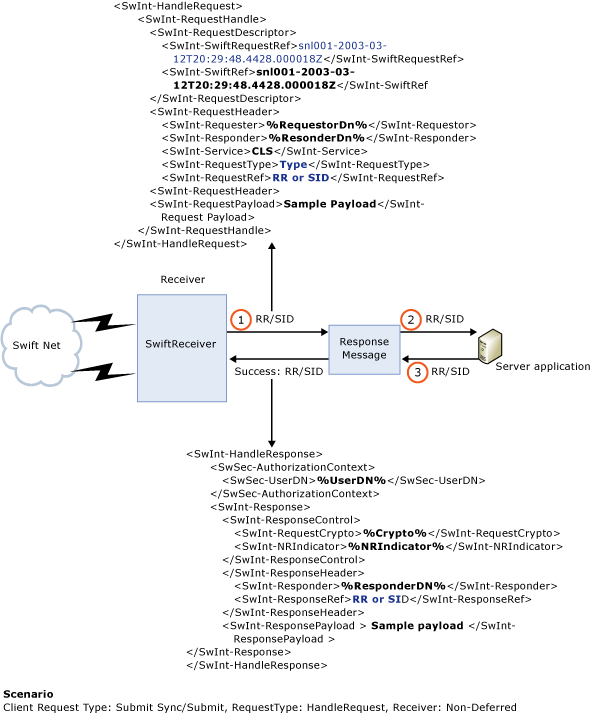 <SwInt-HandleRequest>
<SwInt-RequestHandle>
<SwInt-RequestDescriptor>
<SwInt-SwiftRequestRef>snl001-2003-03-
12T20:29:48.4428.000018Z</SwInt-SwiftRequestRef>
<SwInt-SwiftRef>snl001-2003-03-
12T20:29:48.4428.000018Z</SwInt-SwiftRef
</SwInt-RequestDescriptor>
<SwInt-RequestHeader>
<SwInt-Requester>%RequestorDn%</SwInt-Requestor>
<SwInt-Responder>%ResonderDn%</SwInt-Responder>
<SwInt-Service>CLS</SwInt-Service>
<SwInt-RequestType>Type</SwInt-RequestType>
<SwInt-RequestRef>RR or SID</SwInt-RequestRef>
<SwInt-RequestHeader>
<SwInt-RequestPayload>Sample Payload</SwInt-
Request Payload>
</SwInt-RequestHandle>
</SwInt-HandleRequest>
Receiver
Swift Net
SwiftReceiver
1 RR/SID
Success: RR/SID
Response
Message
2 RR/SID
3 RR/SID
Server application
<SwInt-HandleResponse>
<SwSec-AuthorizationContext>
<SwSec-UserDN>%UserDN%</SwSec-UserDN>
</SwSec-AuthorizationContext>
<SwInt-Response>
<SwInt-ResponseControl>
<SwInt-RequestCrypto>%Crypto%</SwInt-RequestCrypto>
<SwInt-NRIndicator>%NRIndicator%</SwInt-NRIndicator>
</SwInt-ResponseControl>
</SwInt-ResponseHeader>
<SwInt-Responder>%ResponderDN%</SwInt-Responder>
<SwInt-ResponseRef>RR or SID</SwInt-ResponseRef>
</SwInt-ResponseHeader>
<SwInt-ResponsePayload > Sample payload </SwInt-
ResponsePayload >
</SwInt-Response>
</SwInt-HandleResponse>
Scenario
Client Request Type: Submit Sync/Submit, RequestType: HandleRequest, Receiver: Non-Deferred